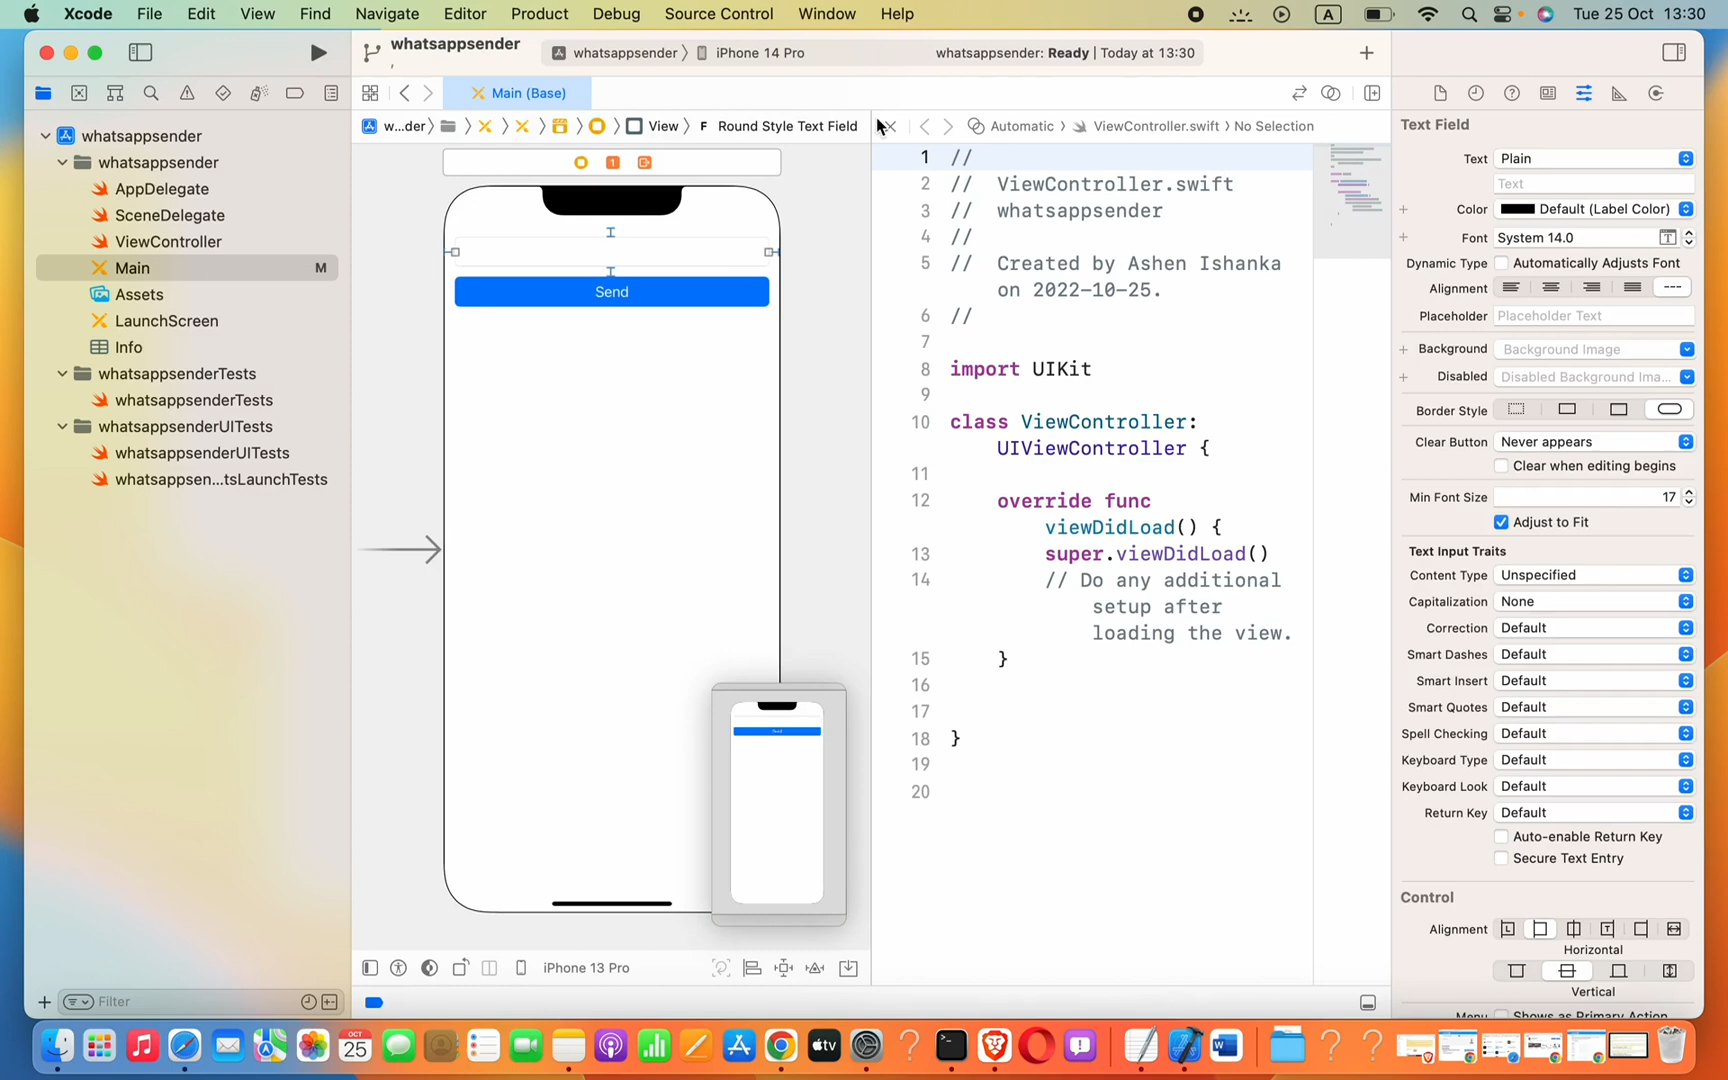 Xcode File Edit View Find Navigate Editor Product Debug Source Control Window Help A Tue 25 Oct 13:30
whatsappsender
whatsappsender iPhone 14 Pro
whatsappsender: Ready | Today at 13:30
Main (Base)
w...der View F Round Style Text Field
Automatic ViewController.swift No Selection
whatsappsender
whatsappsender
AppDelegate
SceneDelegate
ViewController
Main M
Assets
LaunchScreen
Info
whatsappsenderTests
whatsappsenderTests
whatsappsenderUITests
whatsappsenderUITests
whatsappsen...tsLaunchTests
Filter
1
Send
Send
iPhone 13 Pro
1 //
2 // ViewController.swift
3 // whatsappsender
4 //
5 // Created by Ashen Ishanka
on 2022-10-25.
6 //
7
8 import UIKit
9
10 class ViewController:
UIViewController {
11
12 override func
viewDidLoad() {
13 super.viewDidLoad()
14 // Do any additional
setup after
loading the view.
15 }
16
17
18 }
19
20
Text Field
Text Plain
Text
Color Default (Label Color)
Font System 14.0 T
Dynamic Type Automatically Adjusts Font
Alignment
Placeholder Placeholder Text
Background Background Image
Disabled Disabled Background Ima...
Border Style
Clear Button Never appears
Clear when editing begins
Min Font Size 17
Adjust to Fit
Text Input Traits
Content Type Unspecified
Capitalization None
Correction Default
Smart Dashes Default
Smart Insert Default
Smart Quotes Default
Spell Checking Default
Keyboard Type Default
Keyboard Look Default
Return Key Default
Auto-enable Return Key
Secure Text Entry
Control
Alignment
Horizontal
Vertical
Menu Shows as Primary Action
OCT
25
tv
W